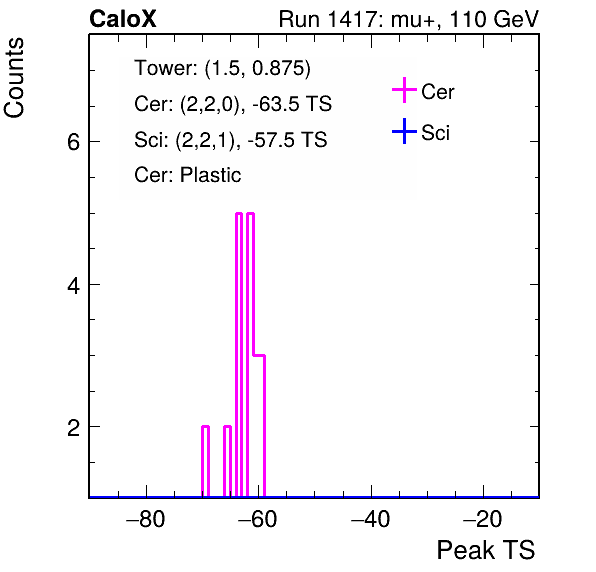 CaloX Run 1417: mu+, 110 GeV
Counts
Tower: (1.5, 0.875)
Cer: (2,2,0), -63.5 TS
Sci: (2,2,1), -57.5 TS
Cer: Plastic
Cer
Sci
6
4
2
−80 −60 −40 −20
Peak TS